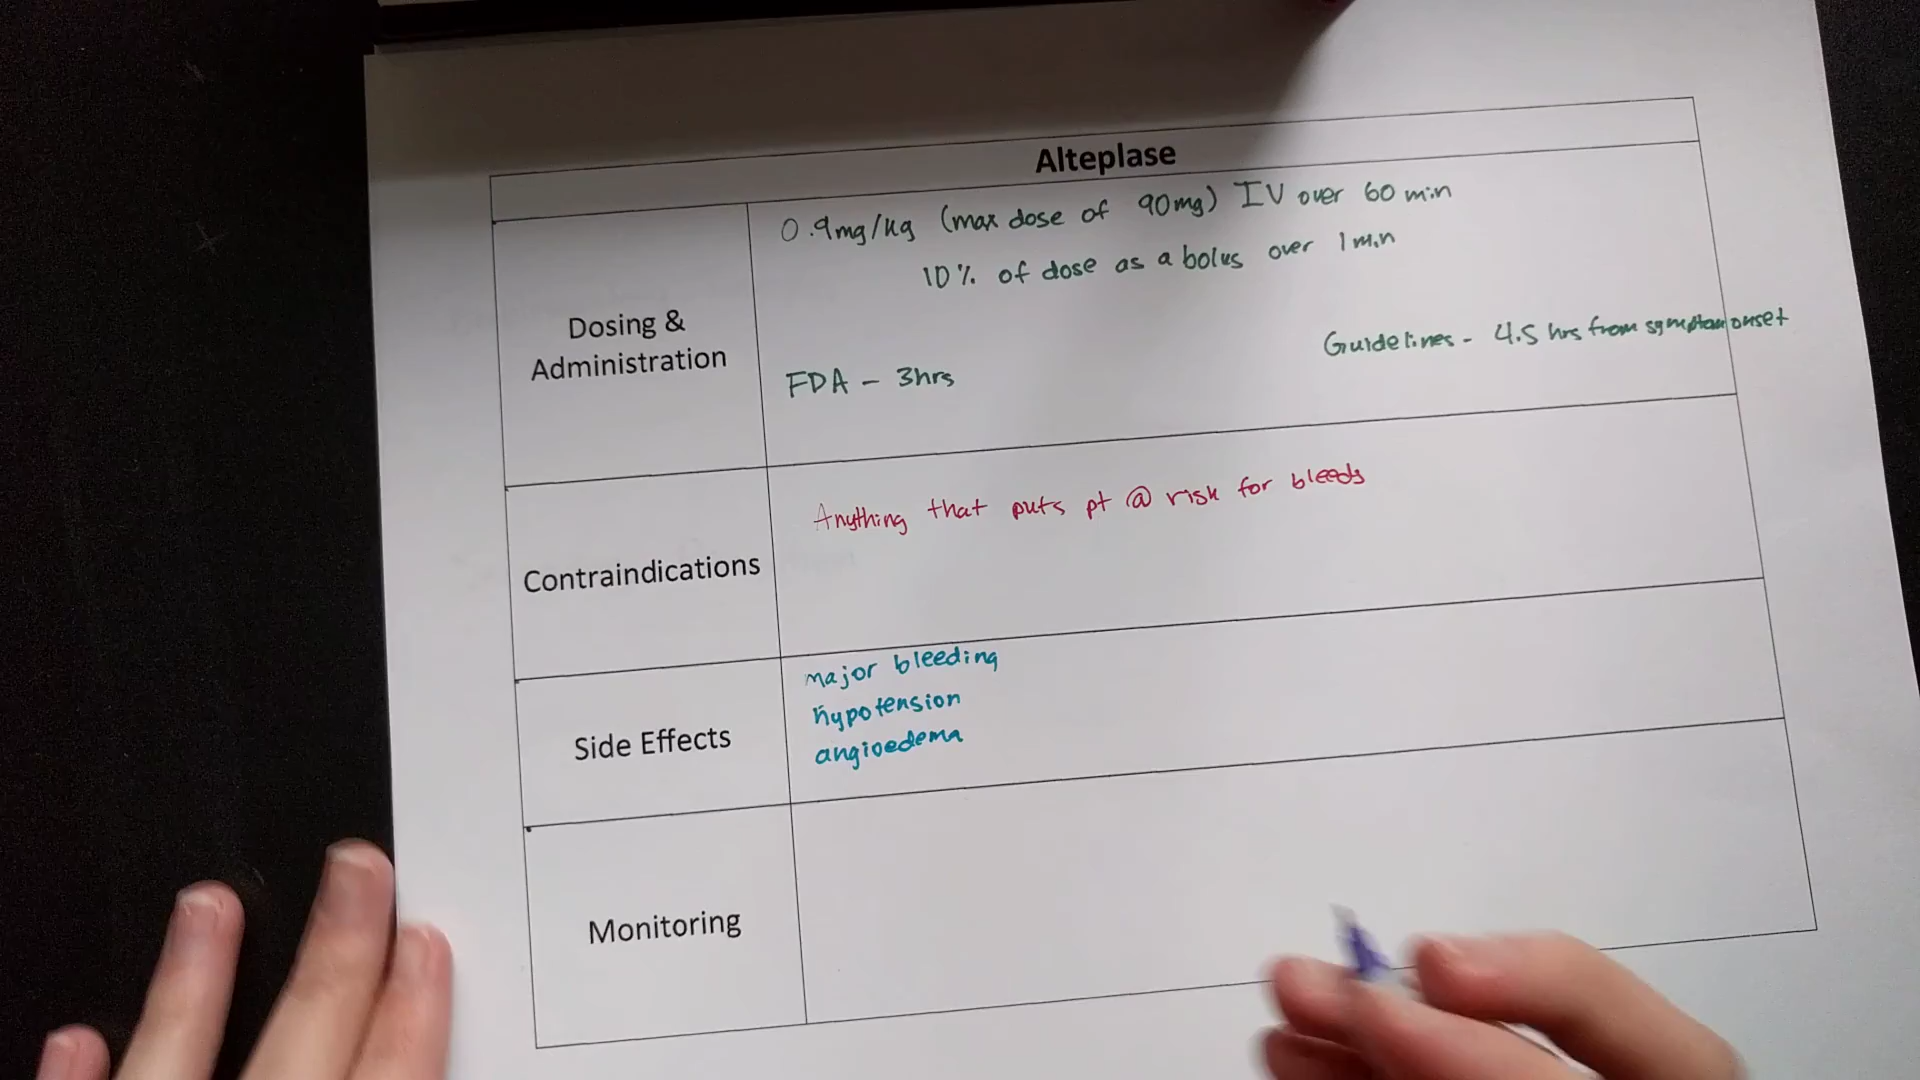 Alteplase
Dosing &
Administration
0.9mg/kg (max dose of 90mg) IV over 60 min
10% of dose as a bolus over 1 min
Guidelines - 4.5 hrs from symptom onset
FDA - 3hrs
Contraindications
Anything that puts pt @ risk for bleeds
Side Effects
major bleeding
hypotension
angioedema
Monitoring